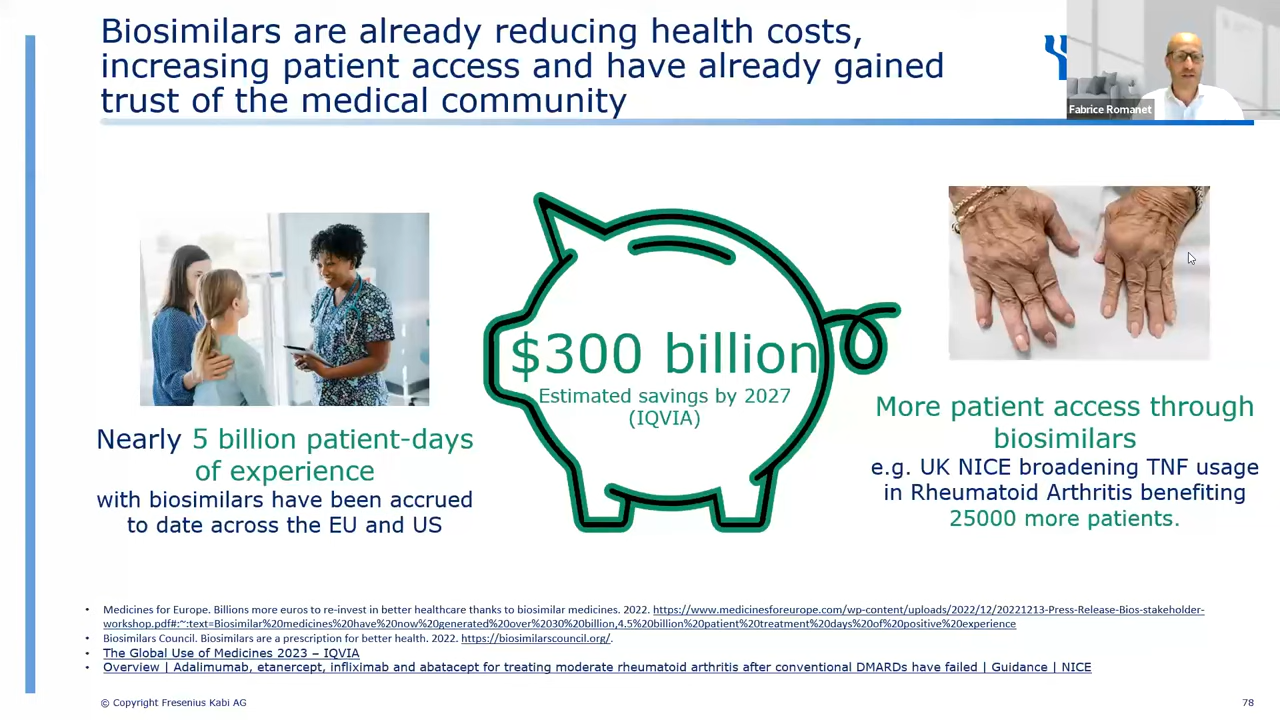 Biosimilars are already reducing health costs,
increasing patient access and have already gained
trust of the medical community
Fabrice Romanet
Nearly 5 billion patient-days
of experience
with biosimilars have been accrued
to date across the EU and US
$300 billion
Estimated savings by 2027
(IQVIA)
More patient access through
biosimilars
e.g. UK NICE broadening TNF usage
in Rheumatoid Arthritis benefiting
25000 more patients.
• Medicines for Europe. Billions more euros to re-invest in better healthcare thanks to biosimilar medicines. 2022. https://www.medicinesforeurope.com/wp-content/uploads/2022/12/20221213-Press-Release-Bios-stakeholder-
workshop.pdf#:~:text=Biosimilar%20medicines%20have%20now%20generated%20over%2030%20billion,4.5%20billion%20patient%20treatment%20days%20of%20positive%20experience
• Biosimilars Council. Biosimilars are a prescription for better health. 2022. https://biosimilarscouncil.org/.
• The Global Use of Medicines 2023 – IQVIA
• Overview | Adalimumab, etanercept, infliximab and abatacept for treating moderate rheumatoid arthritis after conventional DMARDs have failed | Guidance | NICE
© Copyright Fresenius Kabi AG
78